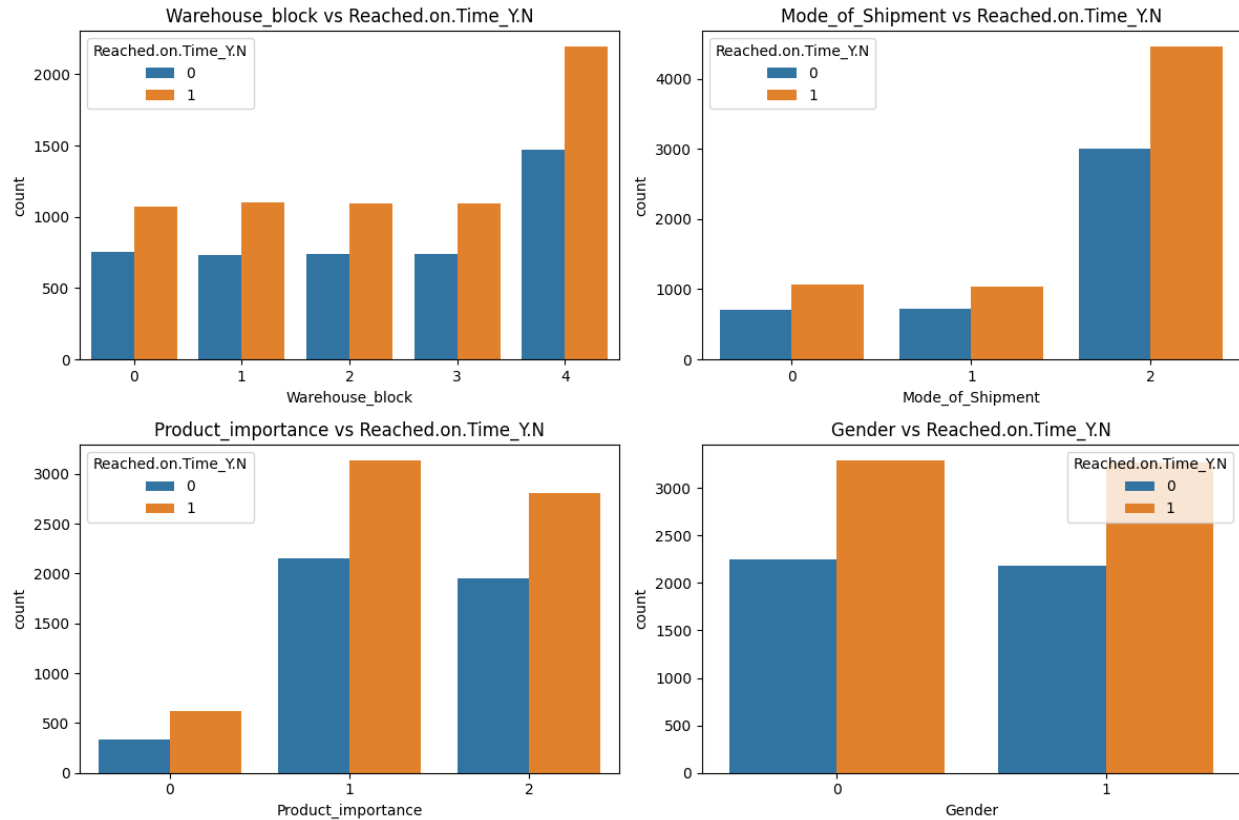 Warehouse_block vs Reached.on.Time_Y.N
Reached.on.Time_Y.N
0
1
2000
1500
1000
500
0
count
0 1 2 3 4
Warehouse_block
Mode_of_Shipment vs Reached.on.Time_Y.N
Reached.on.Time_Y.N
0
1
4000
3000
2000
1000
0
count
0 1 2
Mode_of_Shipment
Product_importance vs Reached.on.Time_Y.N
Reached.on.Time_Y.N
0
1
3000
2500
2000
1500
1000
500
0
count
0 1 2
Product_importance
Gender vs Reached.on.Time_Y.N
Reached.on.Time_Y.N
0
1
3000
2500
2000
1500
1000
500
0
count
0 1
Gender